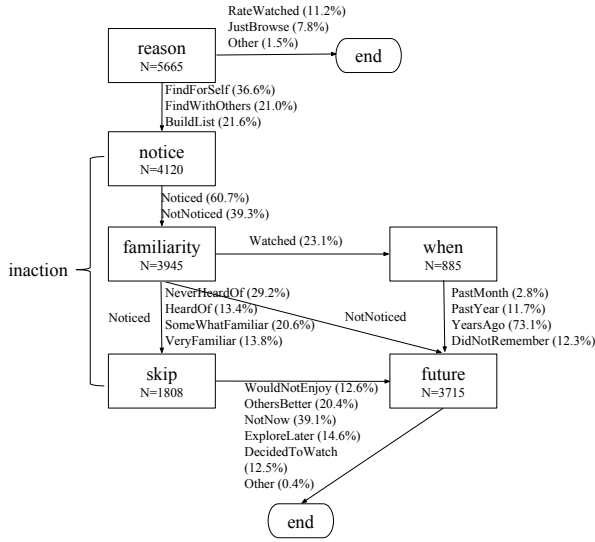 RateWatched (11.2%)
JustBrowse (7.8%)
Other (1.5%)
reason
N=5665
end
FindForSelf (36.6%)
FindWithOthers (21.0%)
BuildList (21.6%)
notice
N=4120
Noticed (60.7%)
NotNoticed (39.3%)
familiarity
N=3945
Watched (23.1%)
when
N=885
inaction
NeverHeardOf (29.2%)
HeardOf (13.4%)
SomeWhatFamiliar (20.6%)
VeryFamiliar (13.8%)
Noticed
NotNoticed
PastMonth (2.8%)
PastYear (11.7%)
YearsAgo (73.1%)
DidNotRemember (12.3%)
skip
N=1808
future
N=3715
WouldNotEnjoy (12.6%)
OthersBetter (20.4%)
NotNow (39.1%)
ExploreLater (14.6%)
DecidedToWatch
(12.5%)
Other (0.4%)
end